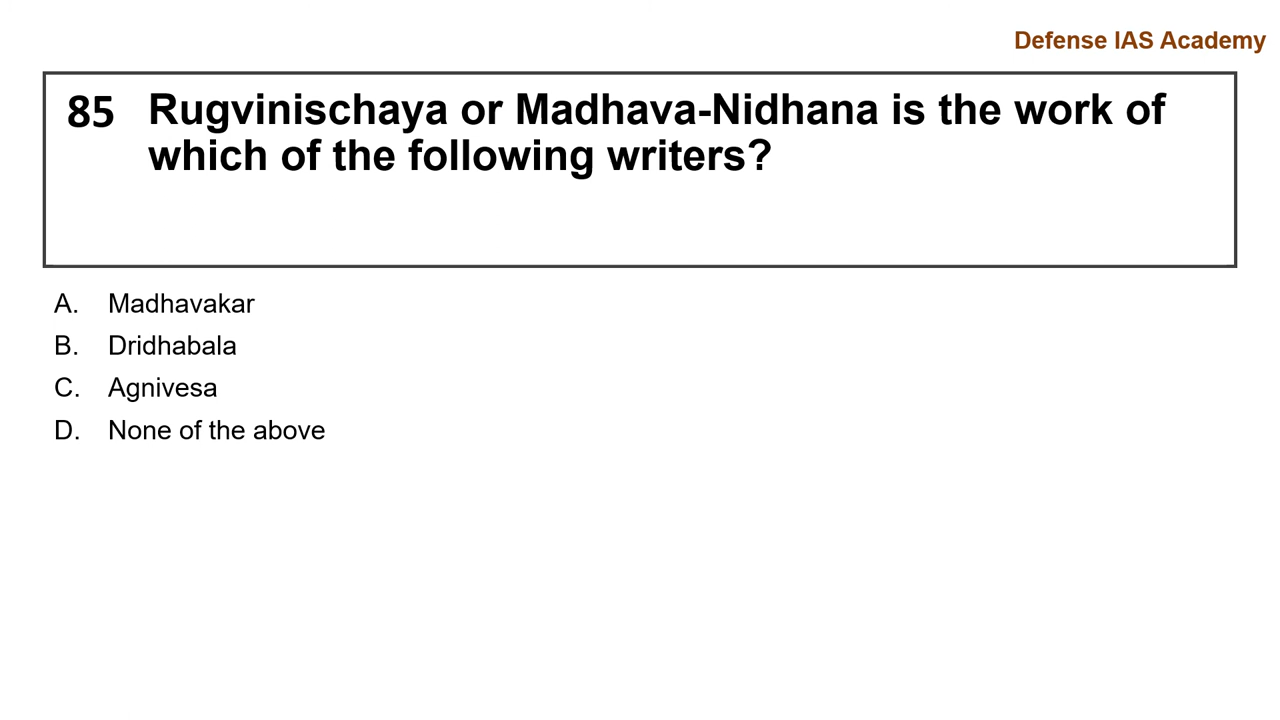 Defense IAS Academy
85 Rugvinischaya or Madhava-Nidhana is the work of
which of the following writers?
A. Madhavakar
B. Dridhabala
C. Agnivesa
D. None of the above